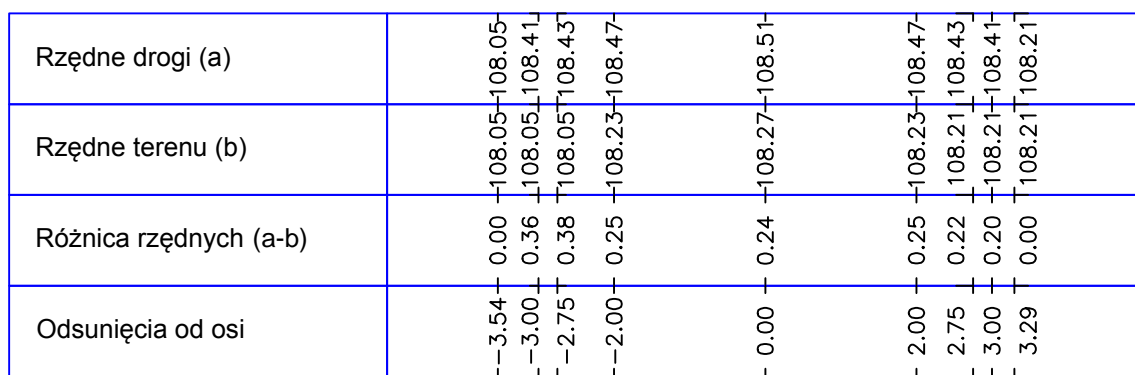 Rzędne drogi (a) 108.05 108.41 108.43 108.47 108.51 108.47 108.43 108.41 108.21
Rzędne terenu (b) 108.05 108.05 108.05 108.23 108.27 108.23 108.21 108.21 108.21
Różnica rzędnych (a-b) 0.00 0.36 0.38 0.25 0.24 0.25 0.22 0.20 0.00
Odsunięcia od osi -3.54 -3.00 -2.75 -2.00 0.00 2.00 2.75 3.00 3.29